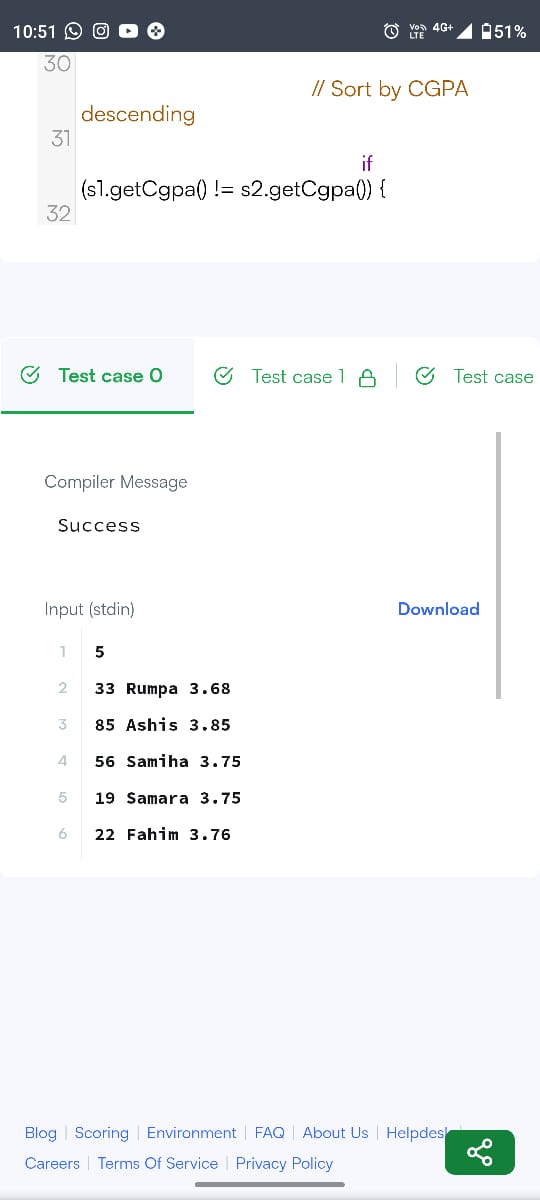 10:51 VoD LTE 4G+ 51%
30
// Sort by CGPA
descending
31
if
(s1.getCgpa() != s2.getCgpa()) {
32
Test case 0 Test case 1 Test case
Compiler Message
Success
Input (stdin) Download
1 5
2 33 Rumpa 3.68
3 85 Ashis 3.85
4 56 Samiha 3.75
5 19 Samara 3.75
6 22 Fahim 3.76
Blog | Scoring | Environment | FAQ | About Us | Helpdesk
Careers | Terms Of Service | Privacy Policy